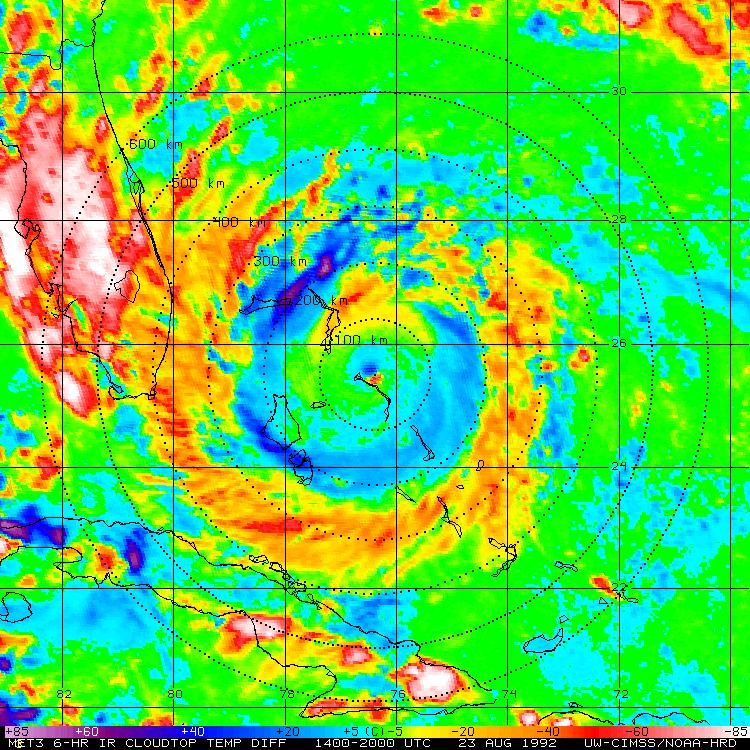 30
600 km
500 km
28
400 km
300 km
200 km
100 km
26
24
22
82 80 78 76 74 72
+85 +60 +40 +20 +5 (C) -5 -20 -40 -60 -85
MET3 6-HR IR CLOUDTOP TEMP DIFF 1400-2000 UTC 23 AUG 1992 UW-CIMSS?NOAA-HRD